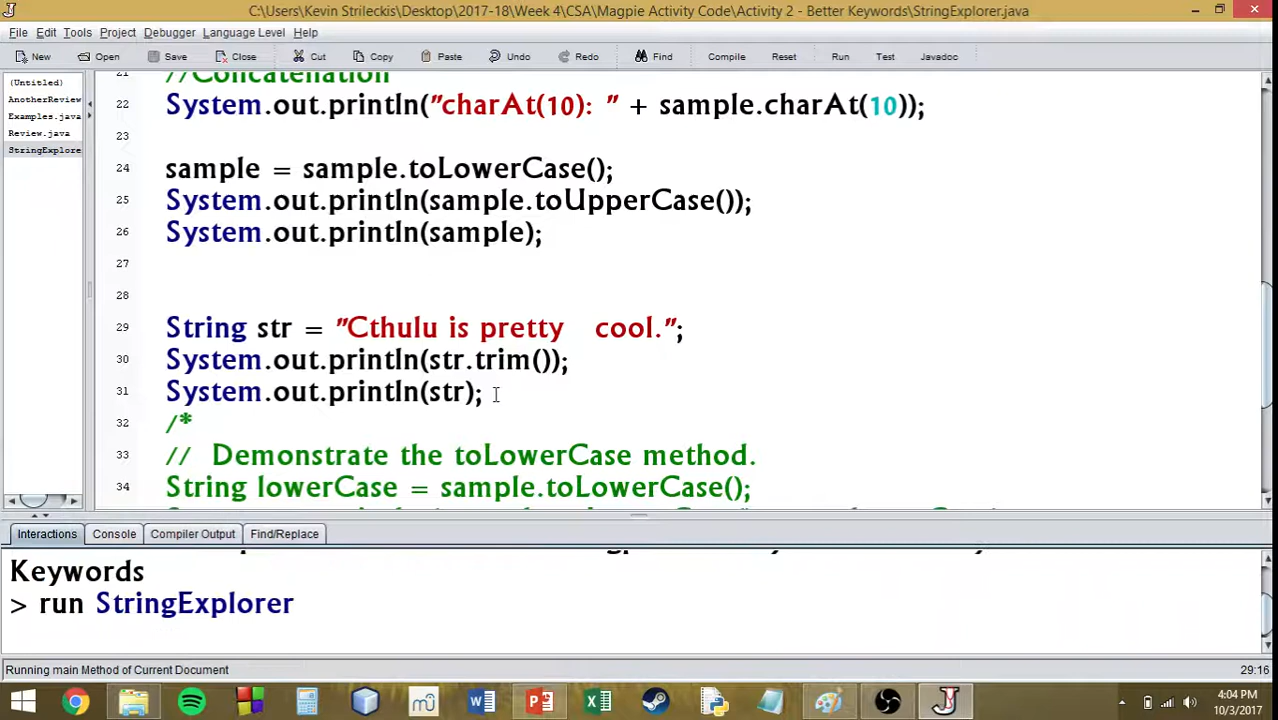 C:\Users\Kevin Strileckis\Desktop\2017-18\Week 4\CSA\Magpie Activity Code\Activity 2 - Better Keywords\StringExplorer.java
File Edit Tools Project Debugger Language Level Help
New Open Save Close Cut Copy Paste Undo Redo Find Compile Reset Run Test Javadoc
(Untitled)
AnotherReview
Examples.java
Review.java
StringExplore
21 //Concatenation
22 System.out.println("charAt(10): " + sample.charAt(10));
23
24 sample = sample.toLowerCase();
25 System.out.println(sample.toUpperCase());
26 System.out.println(sample);
27
28
29 String str = "Cthulu is pretty   cool.";
30 System.out.println(str.trim());
31 System.out.println(str);
32 /*
33 //  Demonstrate the toLowerCase method.
34 String lowerCase = sample.toLowerCase();
Interactions Console Compiler Output Find/Replace
Keywords
> run StringExplorer
Running main Method of Current Document 29:16
4:04 PM
10/3/2017